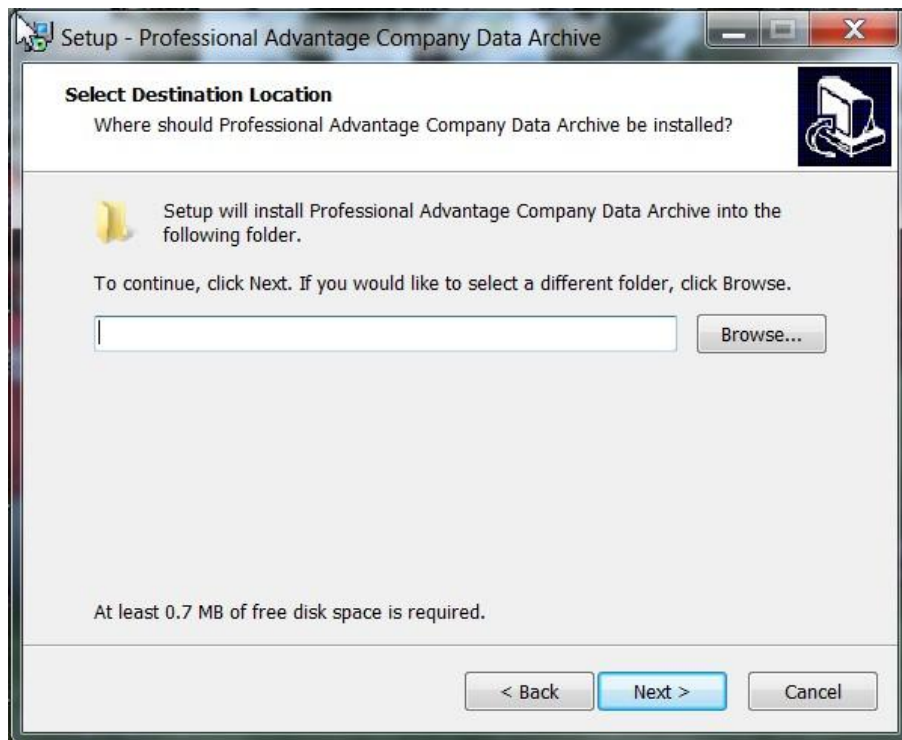 Setup - Professional Advantage Company Data Archive
Select Destination Location
Where should Professional Advantage Company Data Archive be installed?
Setup will install Professional Advantage Company Data Archive into the
following folder.
To continue, click Next. If you would like to select a different folder, click Browse.
Browse...
At least 0.7 MB of free disk space is required.
< Back Next > Cancel